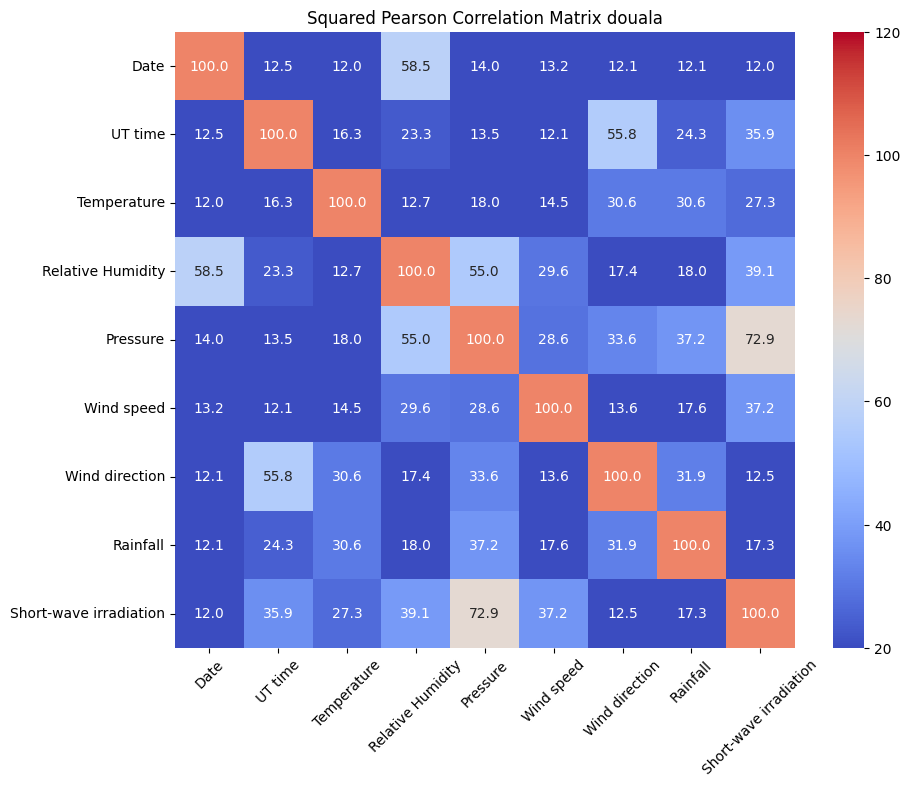 Squared Pearson Correlation Matrix douala
Date 100.0 12.5 12.0 58.5 14.0 13.2 12.1 12.1 12.0
UT time 12.5 100.0 16.3 23.3 13.5 12.1 55.8 24.3 35.9
Temperature 12.0 16.3 100.0 12.7 18.0 14.5 30.6 30.6 27.3
Relative Humidity 58.5 23.3 12.7 100.0 55.0 29.6 17.4 18.0 39.1
Pressure 14.0 13.5 18.0 55.0 100.0 28.6 33.6 37.2 72.9
Wind speed 13.2 12.1 14.5 29.6 28.6 100.0 13.6 17.6 37.2
Wind direction 12.1 55.8 30.6 17.4 33.6 13.6 100.0 31.9 12.5
Rainfall 12.1 24.3 30.6 18.0 37.2 17.6 31.9 100.0 17.3
Short-wave irradiation 12.0 35.9 27.3 39.1 72.9 37.2 12.5 17.3 100.0
Date UT time Temperature Relative Humidity Pressure Wind speed Wind direction Rainfall Short-wave irradiation
120
100
80
60
40
20